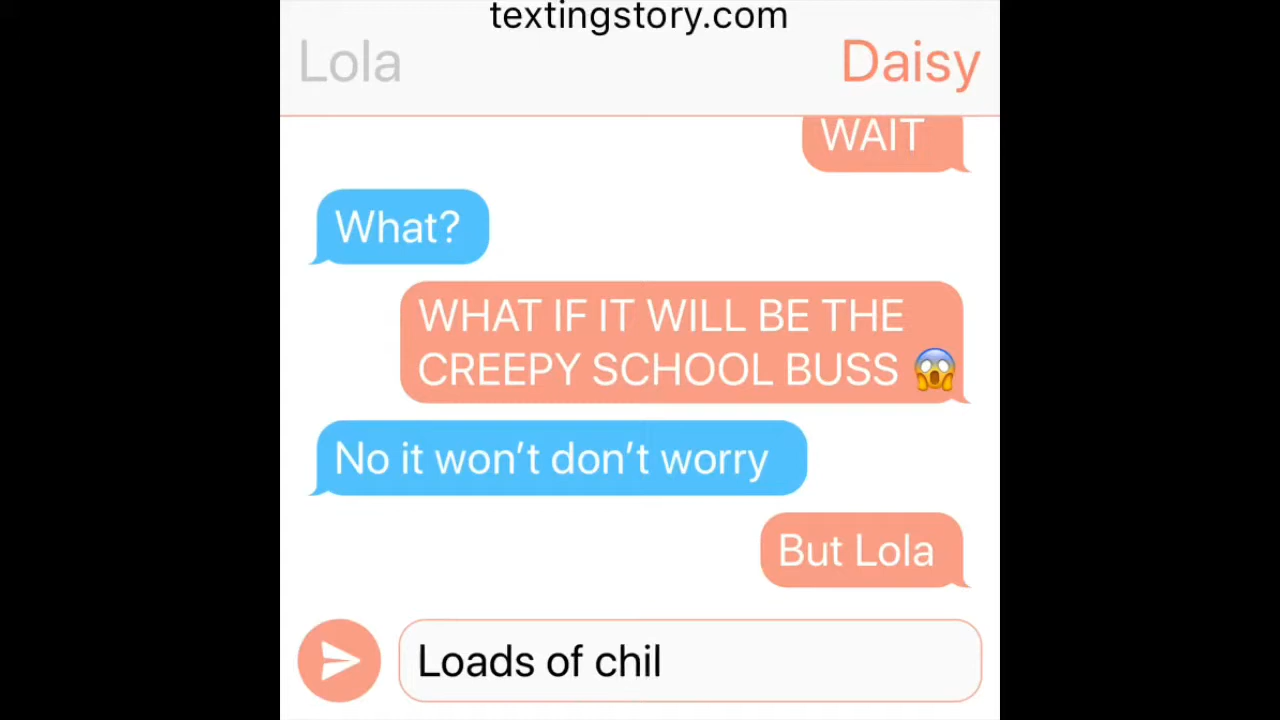 textingstory.com
Lola
Daisy
WAIT
What?
WHAT IF IT WILL BE THE
CREEPY SCHOOL BUSS 😱
No it won’t don’t worry
But Lola
Loads of chil